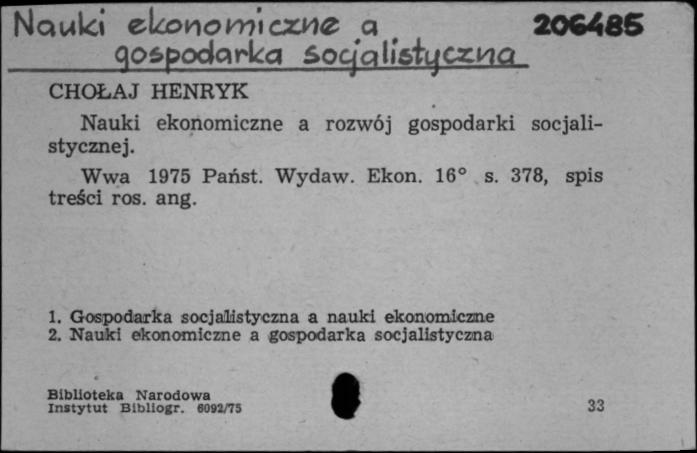 Nauki ekonomiczne a 206485
gospodarka socjalistyczna
CHOŁAJ HENRYK
Nauki ekonomiczne a rozwój gospodarki socjali-
stycznej.
Wwa 1975 Państ. Wydaw. Ekon. 16° s. 378, spis
treści ros. ang.
1. Gospodarka socjalistyczna a nauki ekonomiczne
2. Nauki ekonomiczne a gospodarka socjalistyczna
Biblioteka Narodowa
Instytut Bibliogr. 6092/75 33